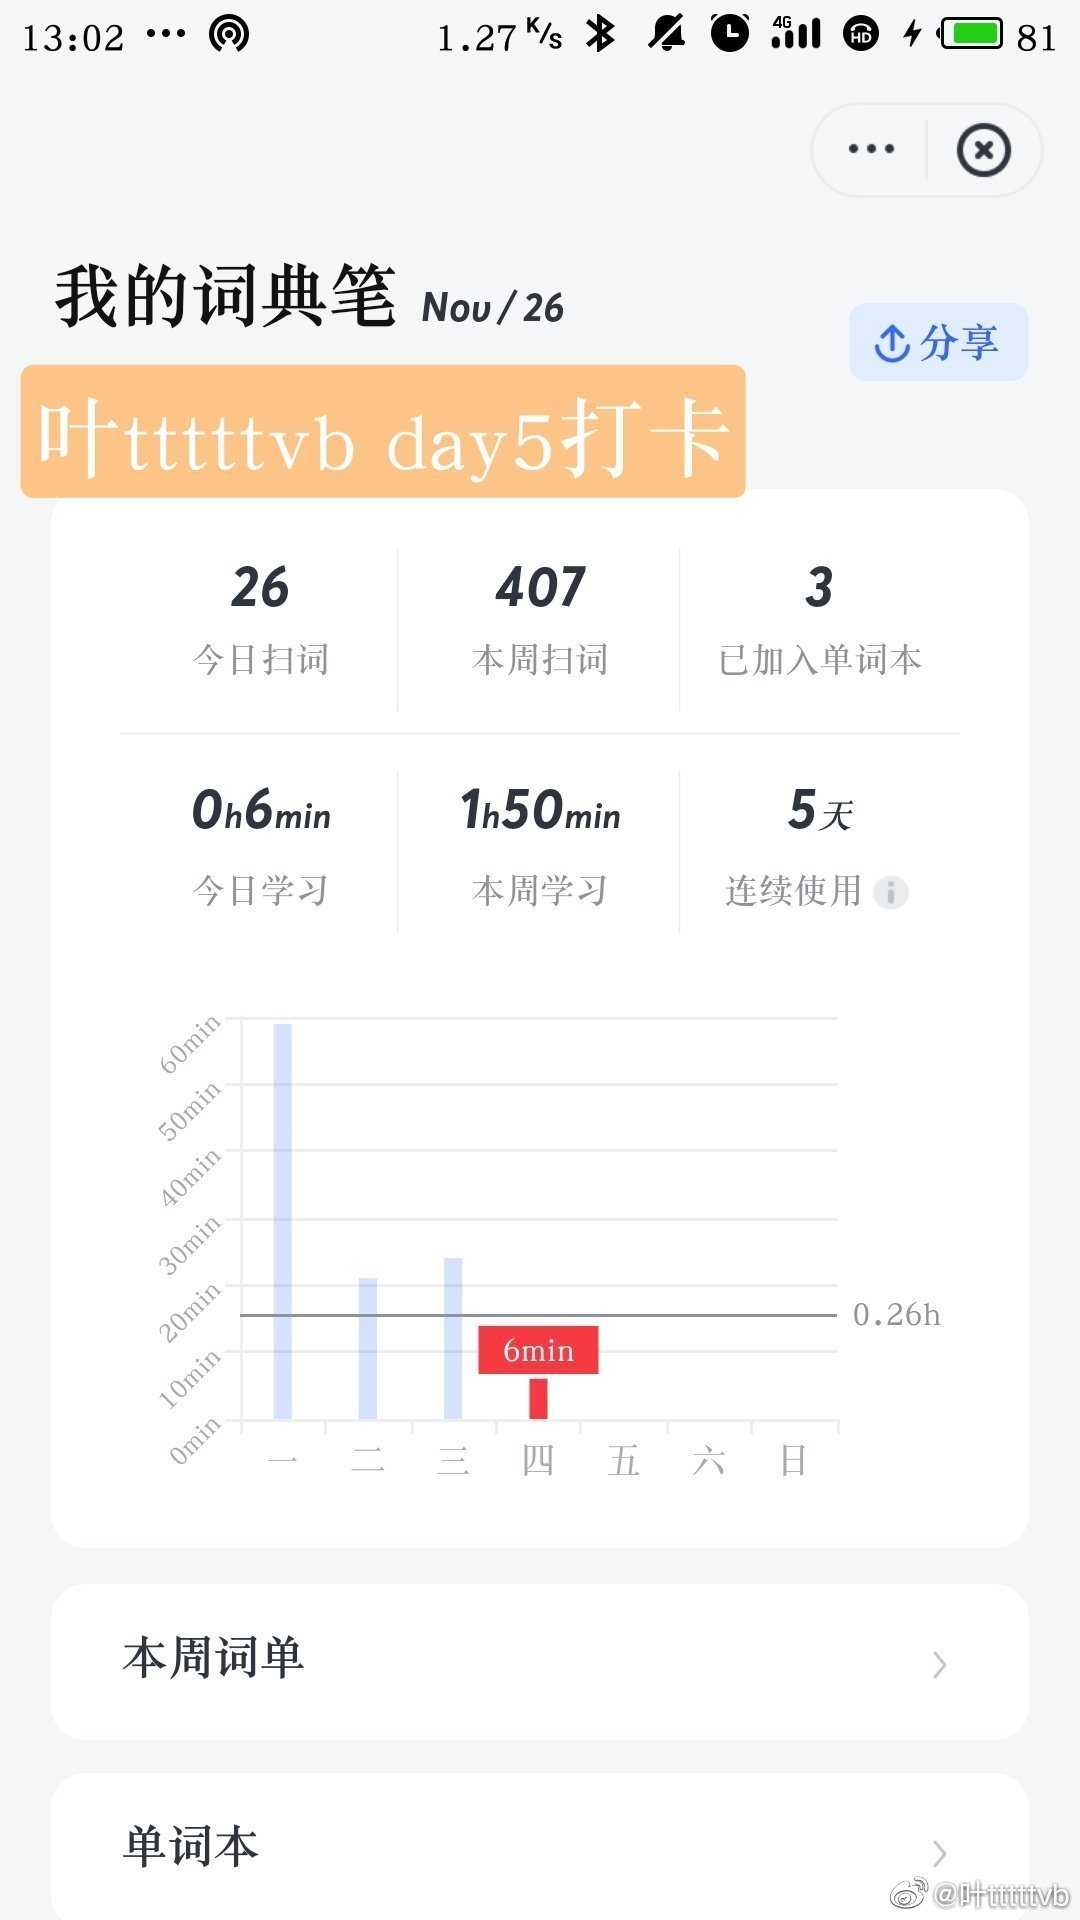 13:02 ••• 1.27 K/s 4G HD 81
•••
我的词典笔 Nov / 26
分享
叶tttttvb day5打卡
26 407 3
今日扫词 本周扫词 已加入单词本
0h6min 1h50min 5天
今日学习 本周学习 连续使用
60min
50min
40min
30min
20min
0.26h
10min
6min
0min
一 二 三 四 五 六 日
本周词单
单词本
@叶tttttvb